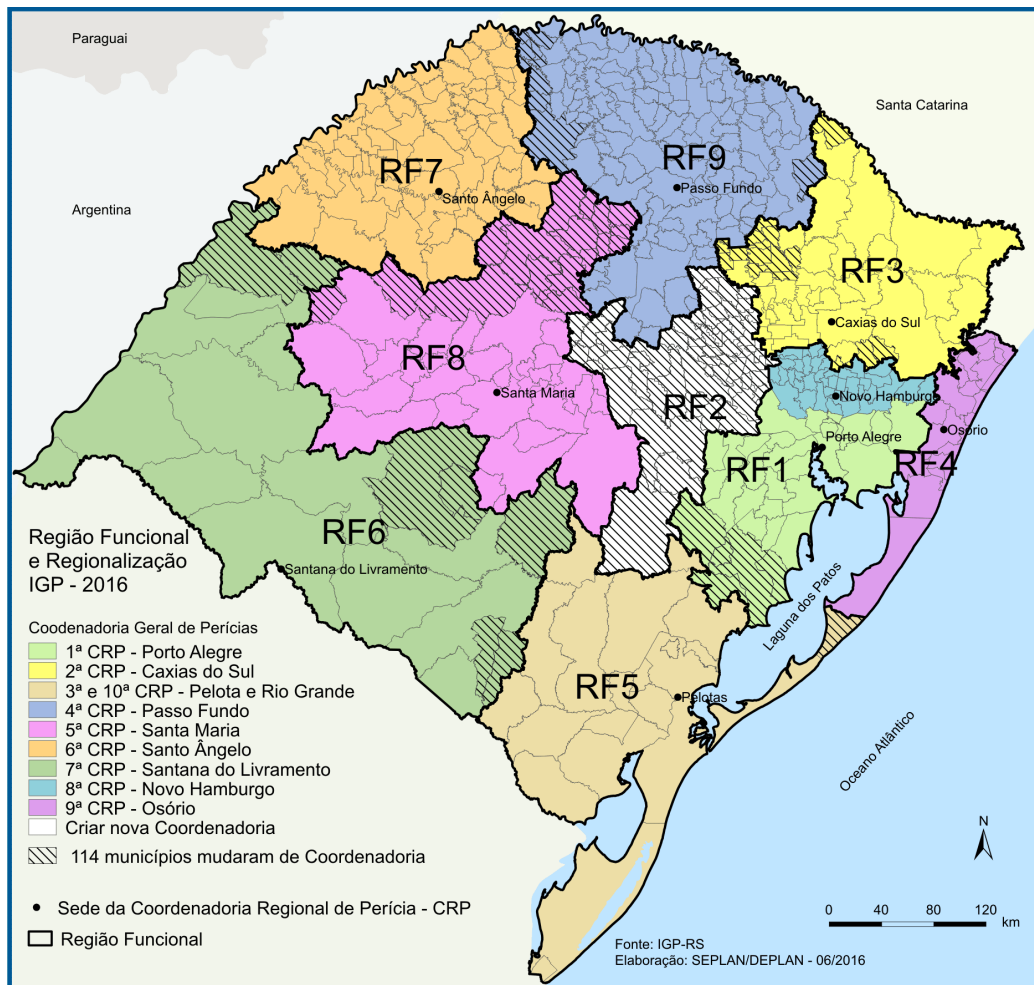 Paraguai
Santa Catarina
Argentina
RF7
Santo Ângelo
RF9
Passo Fundo
RF3
Caxias do Sul
RF8
Santa Maria
RF2
Novo Hamburgo
Porto Alegre
Osório
RF1
RF4
RF6
Santana do Livramento
Laguna dos Patos
RF5
Pelotas
Oceano Atlântico
Região Funcional
e Regionalização
IGP - 2016
Coodenadoria Geral de Perícias
1ª CRP - Porto Alegre
2ª CRP - Caxias do Sul
3ª e 10ª CRP - Pelota e Rio Grande
4ª CRP - Passo Fundo
5ª CRP - Santa Maria
6ª CRP - Santo Ângelo
7ª CRP - Santana do Livramento
8ª CRP - Novo Hamburgo
9ª CRP - Osório
Criar nova Coordenadoria
114 municípios mudaram de Coordenadoria
Sede da Coordenadoria Regional de Perícia - CRP
Região Funcional
N
0 40 80 120
km
Fonte: IGP-RS
Elaboração: SEPLAN/DEPLAN - 06/2016